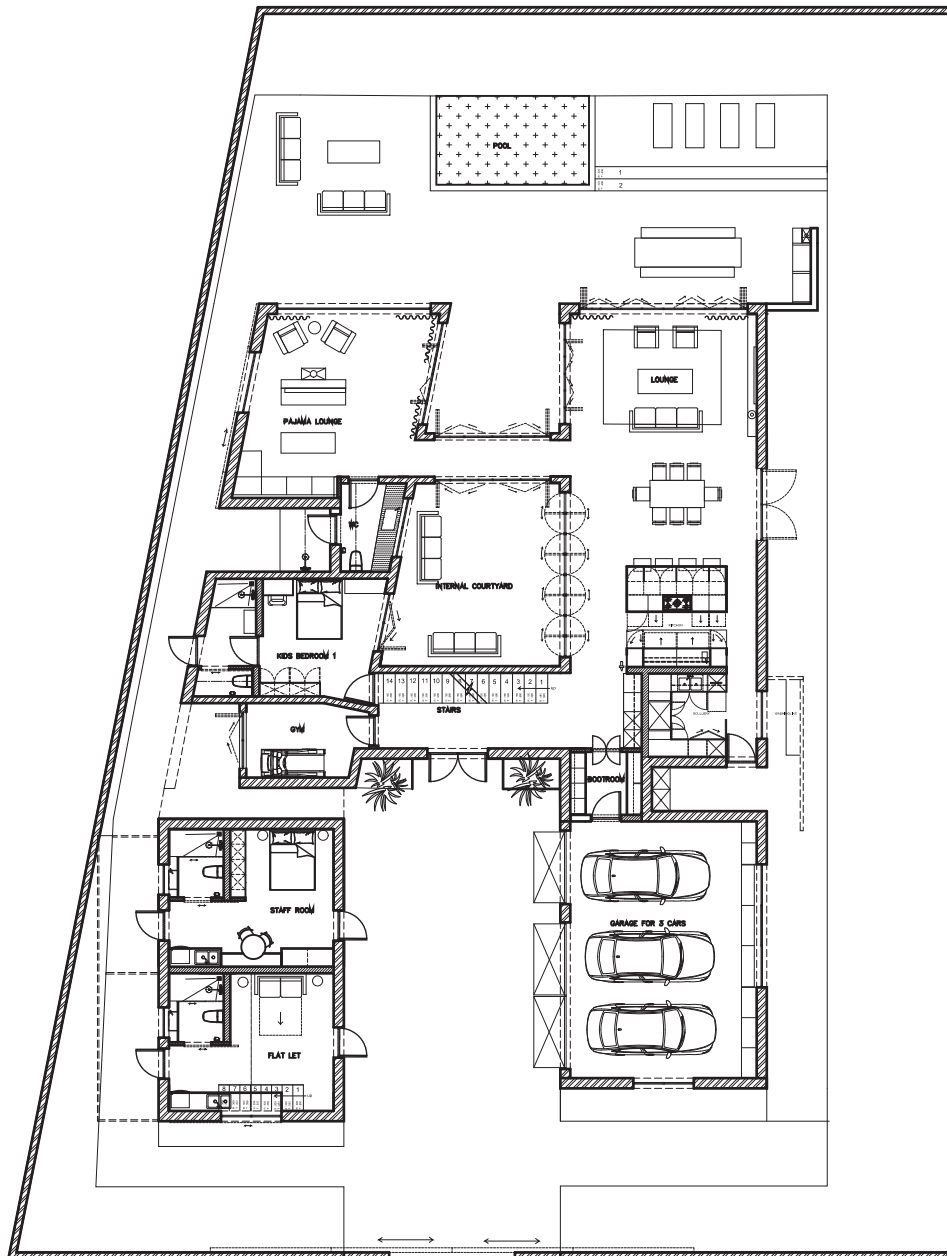 POOL
1
2
LOUNGE
PAJAMA LOUNGE
WC
INTERNAL COURTYARD
KITCHEN
KIDS BEDROOM 1
14 13 12 11 10 9 8 7 6 5 4 3 2 1
STAIRS
SCULLERY
GYM
BOOTROOM
STAFF ROOM
GARAGE FOR 3 CARS
FLAT LET
8 7 6 5 4 3 2 1